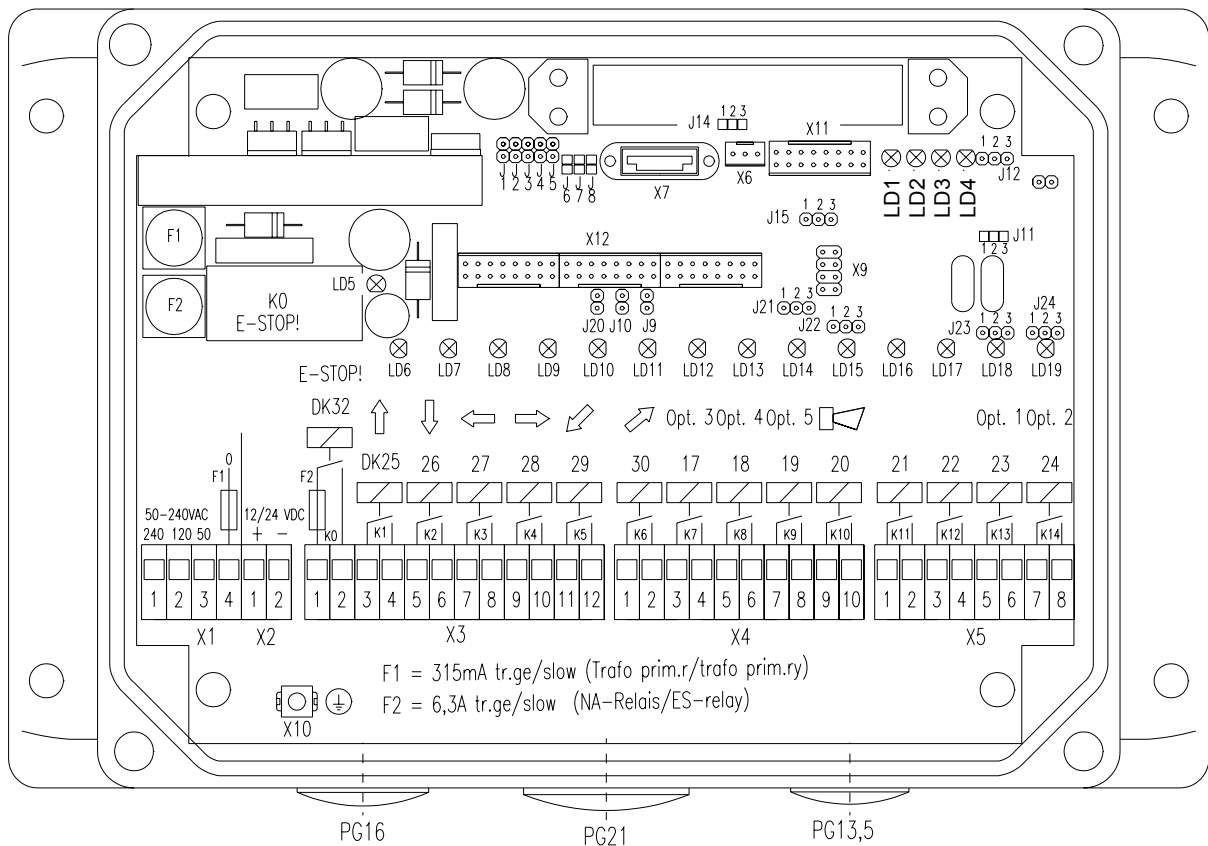 J14
1 2 3
X11
J1 J2 J3 J4 J5
J6 J7 J8
X7
X6
LD1 LD2 LD3 LD4
1 2 3
J12
J15
1 2 3
F1
X12
X9
1 2 3
J11
F2
K0
E-STOP!
LD5
J20 J10 J9
J21
1 2 3
J22
1 2 3
J23
1 2 3
J24
1 2 3
LD6 LD7 LD8 LD9 LD10 LD11 LD12 LD13 LD14 LD15 LD16 LD17 LD18 LD19
E-STOP!
DK32
Opt. 3 Opt. 4 Opt. 5
Opt. 1 Opt. 2
DK25 26 27 28 29 30 17 18 19 20 21 22 23 24
0
F1
F2
50-240VAC
12/24 VDC
240 120 50
+ -
K0 K1 K2 K3 K4 K5 K6 K7 K8 K9 K10 K11 K12 K13 K14
1 2 3 4 1 2
1 2 3 4 5 6 7 8 9 10 11 12
1 2 3 4 5 6 7 8 9 10
1 2 3 4 5 6 7 8
X1 X2 X3 X4 X5
F1 = 315mA tr.ge/slow (Trafo prim.r/trafo prim.ry)
F2 = 6,3A tr.ge/slow (NA-Relais/ES-relay)
X10
PG16
PG21
PG13,5